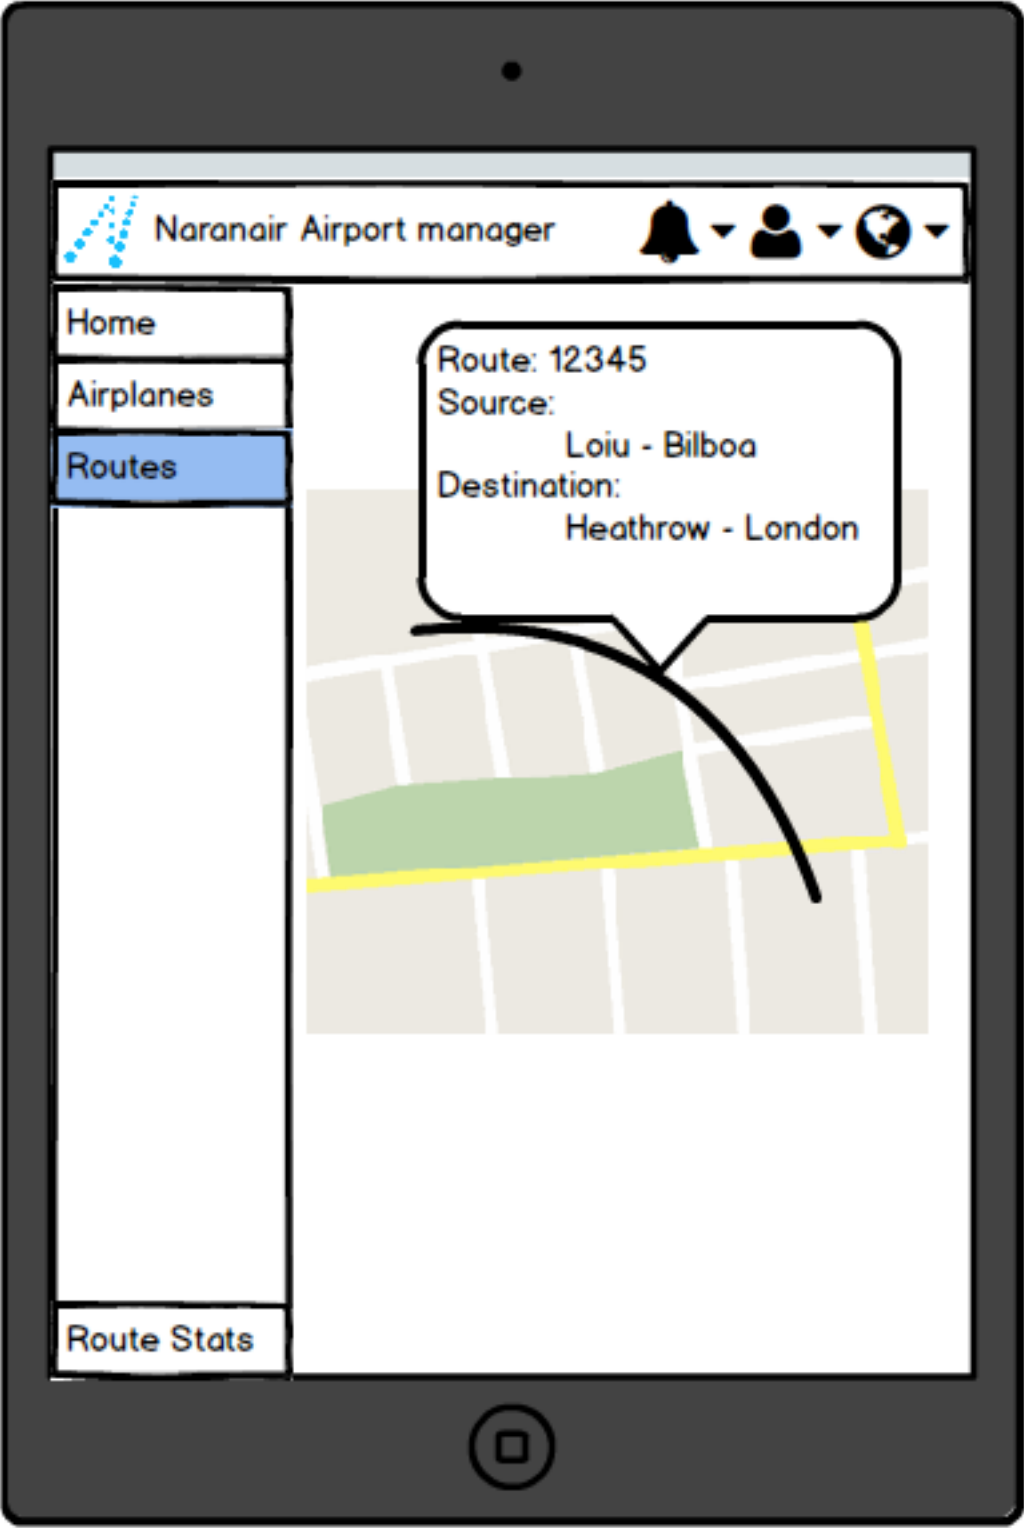 Naranair Airport manager
Home
Airplanes
Routes
Route: 12345
Source:
Loiu - Bilboa
Destination:
Heathrow - London
Route Stats